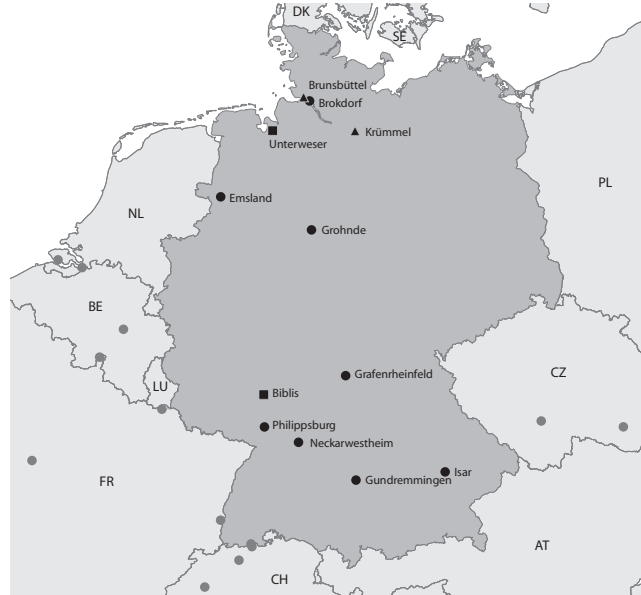 DK
SE
Brunsbüttel
Brokdorf
Krümmel
Unterweser
PL
Emsland
NL
Grohnde
BE
Grafenrheinfeld
CZ
LU
Biblis
Philippsburg
Neckarwestheim
Isar
FR
Gundremmingen
AT
CH